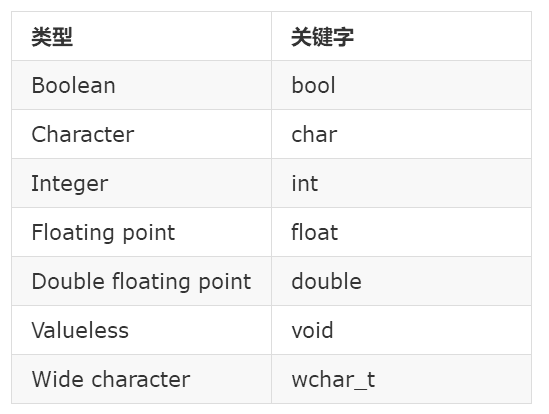 类型 关键字
Boolean bool
Character char
Integer int
Floating point float
Double floating point double
Valueless void
Wide character wchar_t